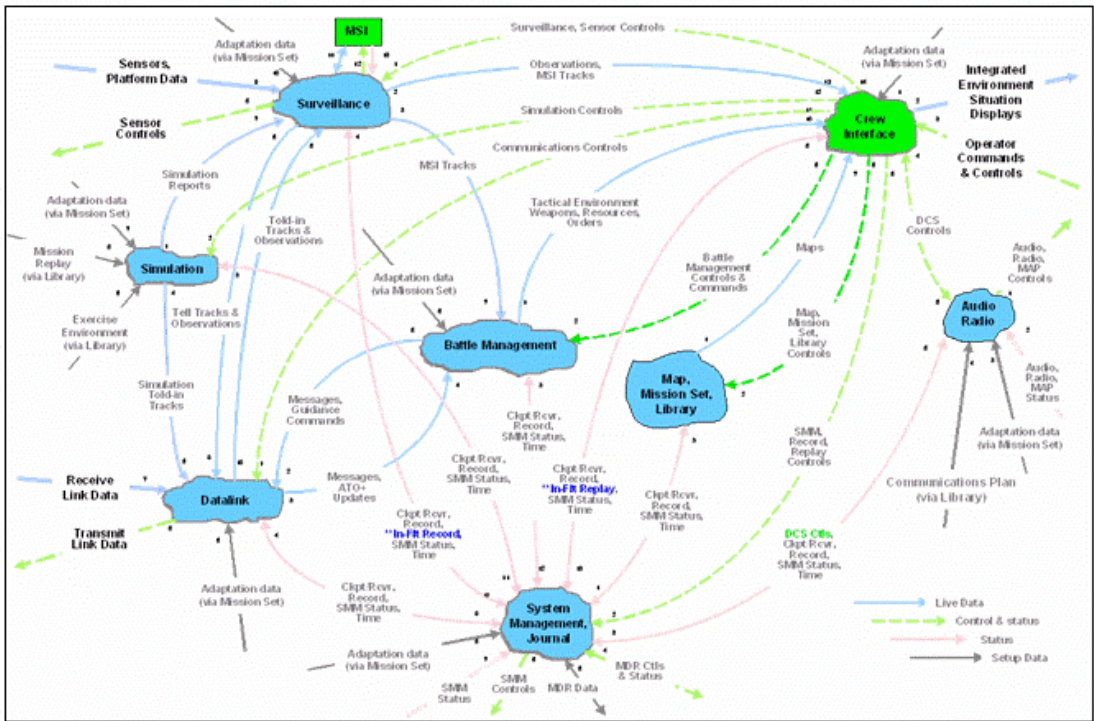 MSI
Adaptation data
(via Mission Set)
Surveillance, Sensor Controls
Adaptation data
(via Mission Set)
Sensors,
Platform Data
Surveillance
Observations,
MSI Tracks
Integrated
Environment
Situation
Displays
Sensor
Controls
Simulation Controls
Crew
Interface
Communications Controls
Operator
Commands
& Controls
MSI Tracks
Simulation
Reports
Adaptation data
(via Mission Set)
Told-in
Tracks &
Observations
Tactical Environment
Weapons, Resources,
Orders
DCS
Controls
Mission
Replay
(via Library)
Simulation
Adaptation data
(via Mission Set)
Maps
Battle
Management
Controls &
Commands
Audio,
Radio,
MAP
Controls
Exercise
Environment
(via Library)
Tell Tracks &
Observations
Battle Management
Audio
Radio
Map,
Mission
Set,
Library
Controls
Map,
Mission Set,
Library
Simulation
Told-in
Tracks
Messages,
Guidance
Commands
Ckpt Rcvr,
Record,
SMM Status,
Time
Audio,
Radio,
MAP
Status
Adaptation data
(via Mission Set)
SMM,
Record,
Replay
Controls
Receive
Link Data
Datalink
Messages,
ATO+
Updates
Ckpt Rcvr,
Record,
SMM Status,
Time
Ckpt Rcvr,
Record,
**In-Flt Replay,
SMM Status,
Time
Ckpt Rcvr,
Record,
SMM Status,
Time
Communications Plan
(via Library)
Transmit
Link Data
Ckpt Rcvr,
Record,
**In-Flt Record,
SMM Status,
Time
DCS Ctls,
Ckpt Rcvr,
Record,
SMM Status,
Time
Adaptation data
(via Mission Set)
Ckpt Rcvr,
Record,
SMM Status,
Time
System
Management,
Journal
Live Data
Control & status
Status
Setup Data
Adaptation data
(via Mission Set)
SMM
Status
SMM
Controls
MDR Data
MDR Ctls
& Status